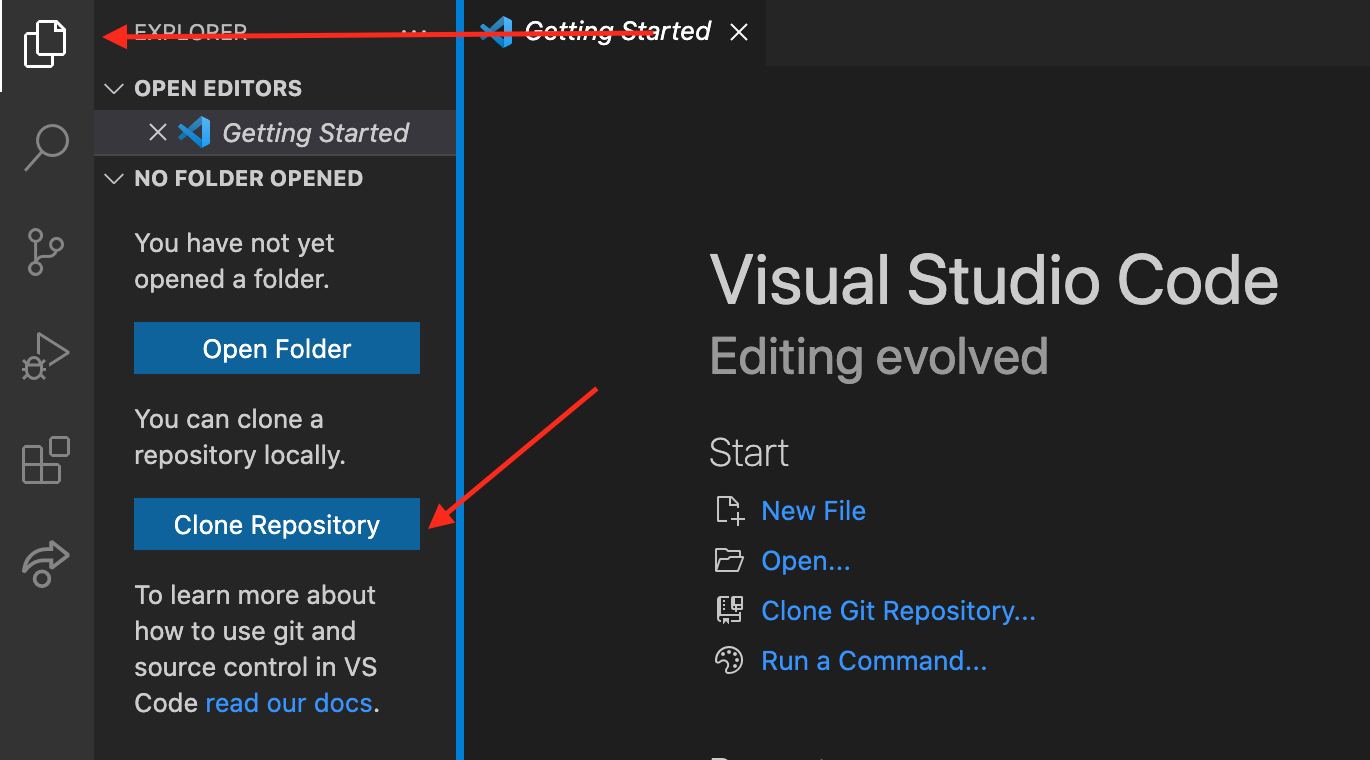 EXPLORER ...
Getting Started
OPEN EDITORS
Getting Started
NO FOLDER OPENED
You have not yet
opened a folder.
Open Folder
You can clone a
repository locally.
Clone Repository
To learn more about
how to use git and
source control in VS
Code read our docs.
Visual Studio Code
Editing evolved
Start
New File
Open...
Clone Git Repository...
Run a Command...